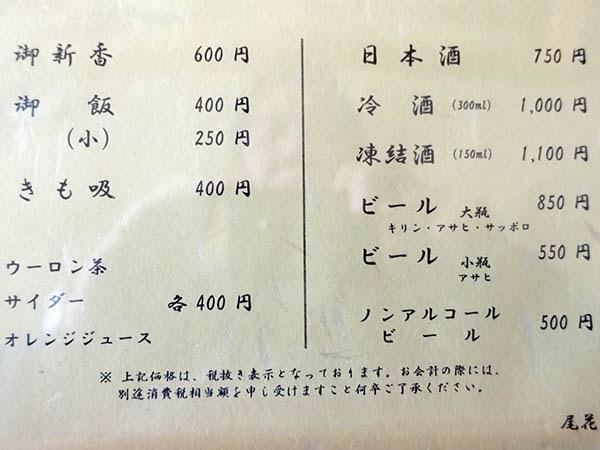 御新香 600円
御飯 400円
(小) 250円
きも吸 400円
ウーロン茶
サイダー 各400円
オレンジジュース
日本酒 750円
冷酒 (300ml) 1,000円
凍結酒 (150ml) 1,100円
ビール 大瓶 850円
キリン・アサヒ・サッポロ
ビール 小瓶 550円
アサヒ
ノンアルコール
ビール 500円
※ 上記価格は、税抜き表示となっております。お会計の際には、
別途消費税相当額を申し受けますこと何卒ご了承ください。
尾花